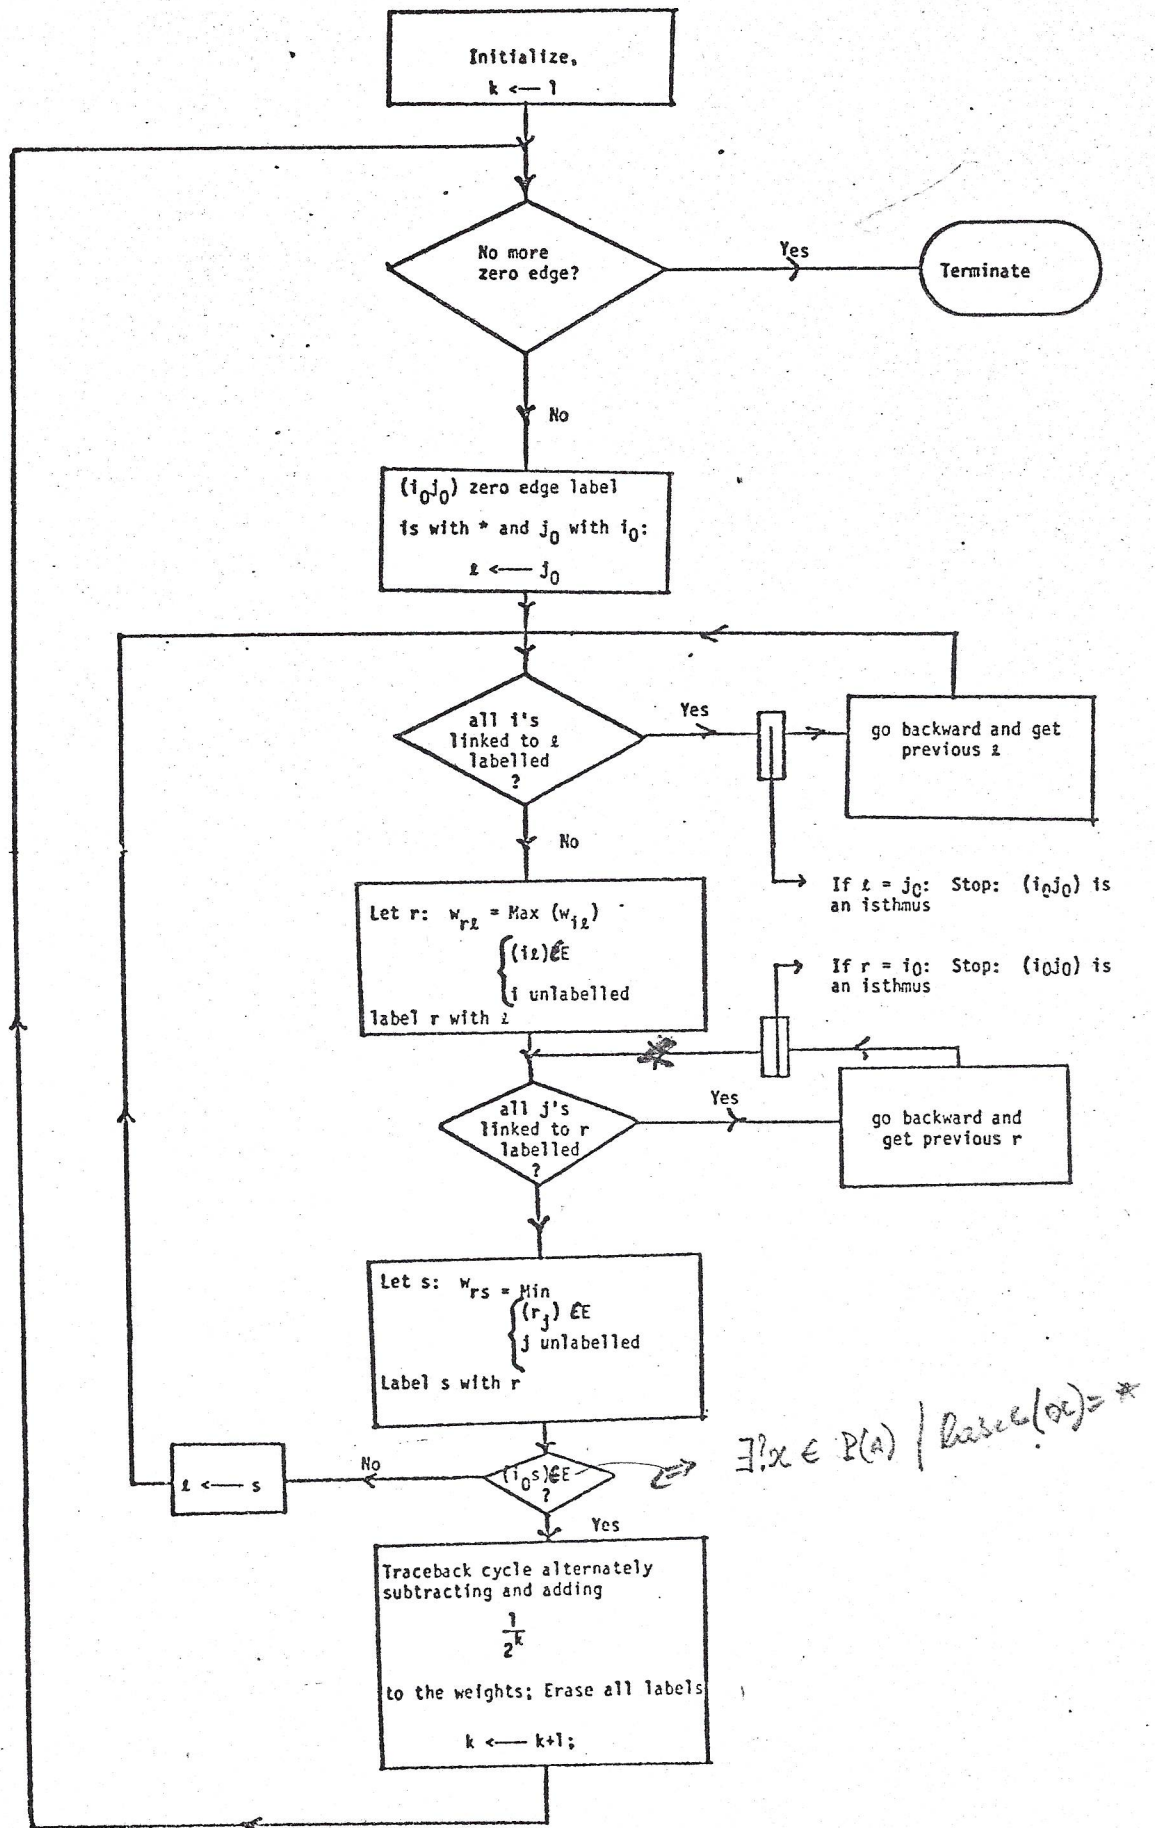 Initialize,
k <— 1
No more
zero edge?
Yes
Terminate
No
(i₀j₀) zero edge label
is with * and j₀ with i₀:
ℓ <— j₀
all i's
linked to ℓ
labelled
?
Yes
go backward and get
previous ℓ
No
If ℓ = j₀: Stop: (i₀j₀) is
an isthmus
Let r: w_rℓ = Max (w_iℓ)
(iℓ)∈E
i unlabelled
label r with ℓ
If r = i₀: Stop: (i₀j₀) is
an isthmus
all j's
linked to r
labelled
?
Yes
go backward and
get previous r
Let s: w_rs = Min
(r_j) ∈E
j unlabelled
Label s with r
(i₀s)∈E
?
⇔ ∃?x ∈ B(A) | (x)= *
No
ℓ <— s
Yes
Traceback cycle alternately
subtracting and adding
1
2^k
to the weights; Erase all labels
k <— k+1;